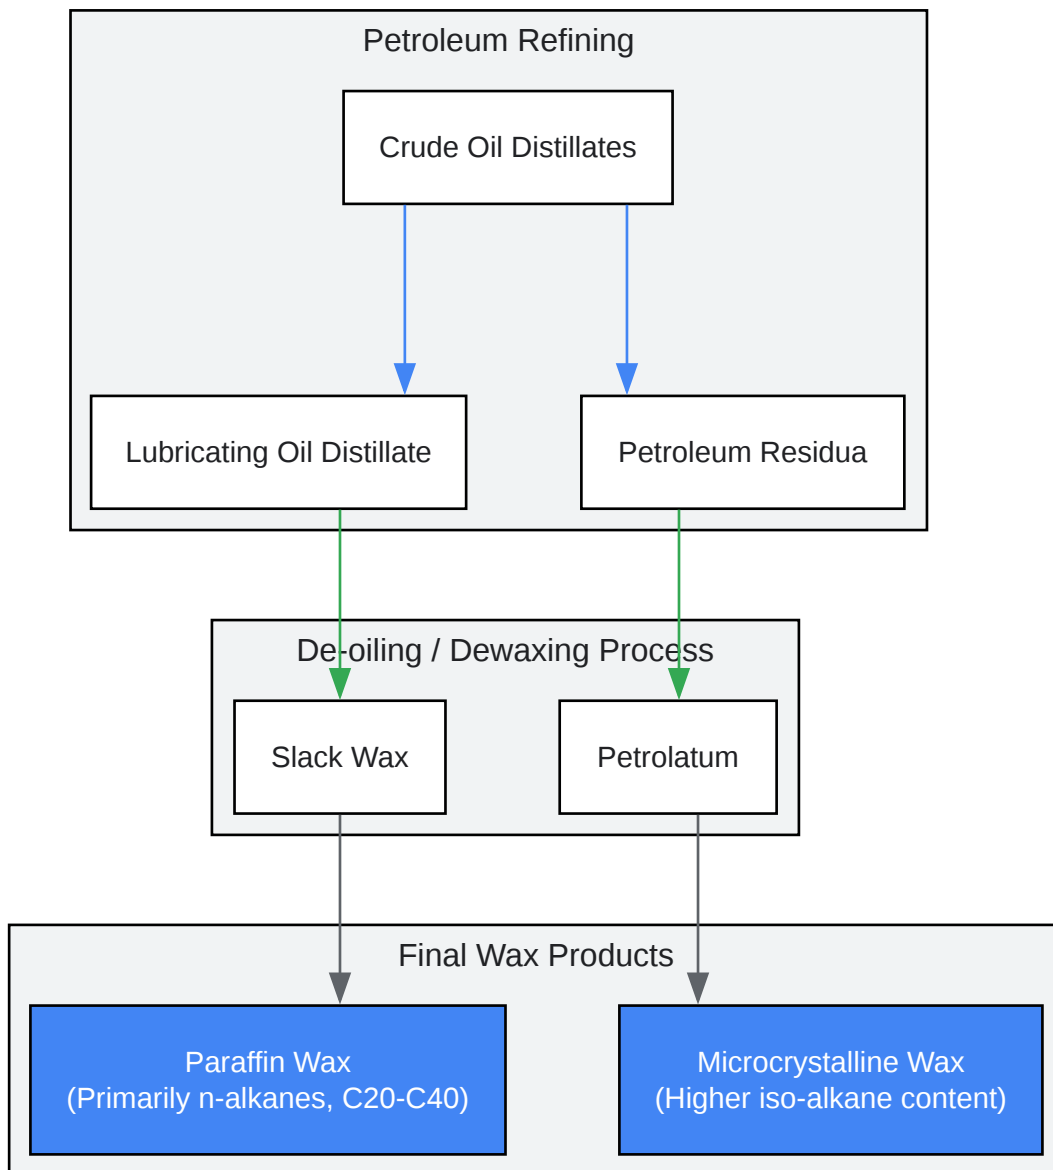 Petroleum Refining
Crude Oil Distillates
Lubricating Oil Distillate
Petroleum Residua
De-oiling / Dewaxing Process
Slack Wax
Petrolatum
Final Wax Products
Paraffin Wax
(Primarily n-alkanes, C20-C40)
Microcrystalline Wax
(Higher iso-alkane content)